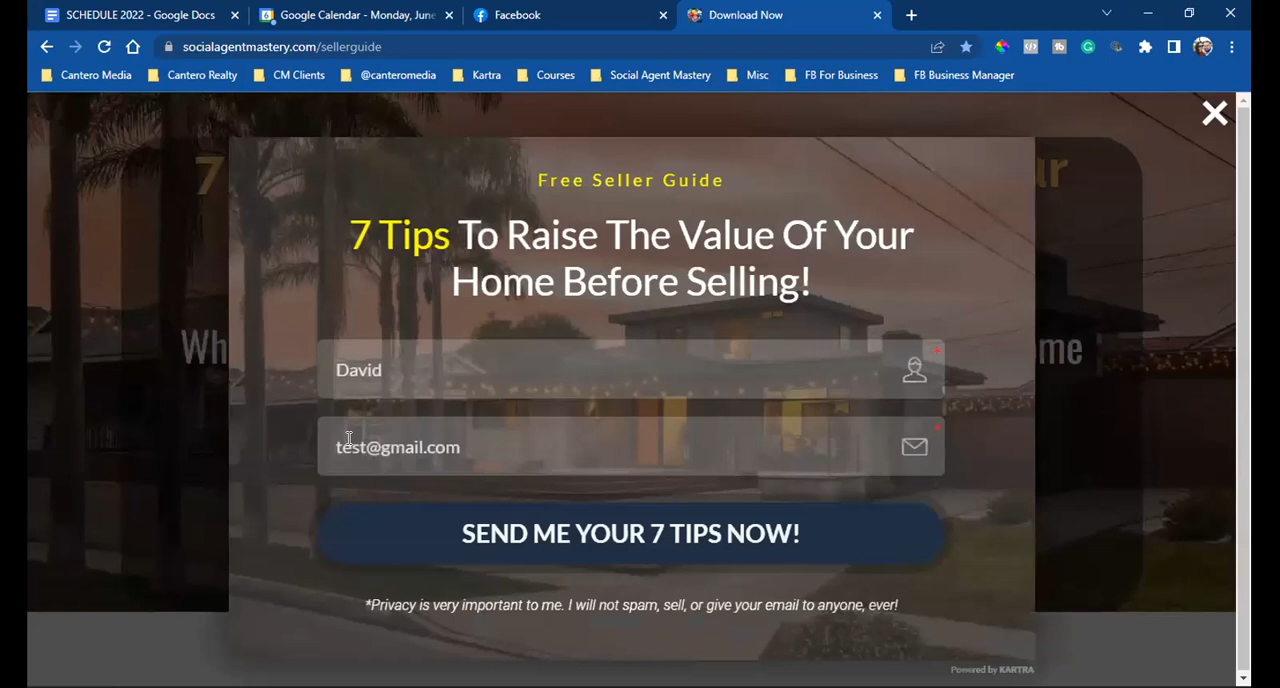 SCHEDULE 2022 - Google Docs
Google Calendar - Monday, June
Facebook
Download Now
socialagentmastery.com/sellerguide
Cantero Media
Cantero Realty
CM Clients
@canteromedia
Kartra
Courses
Social Agent Mastery
Misc
FB For Business
FB Business Manager
Free Seller Guide
7 Tips To Raise The Value Of Your
Home Before Selling!
7
ur
Wh
ome
David
test@gmail.com
SEND ME YOUR 7 TIPS NOW!
*Privacy is very important to me. I will not spam, sell, or give your email to anyone, ever!
Powered by KARTRA